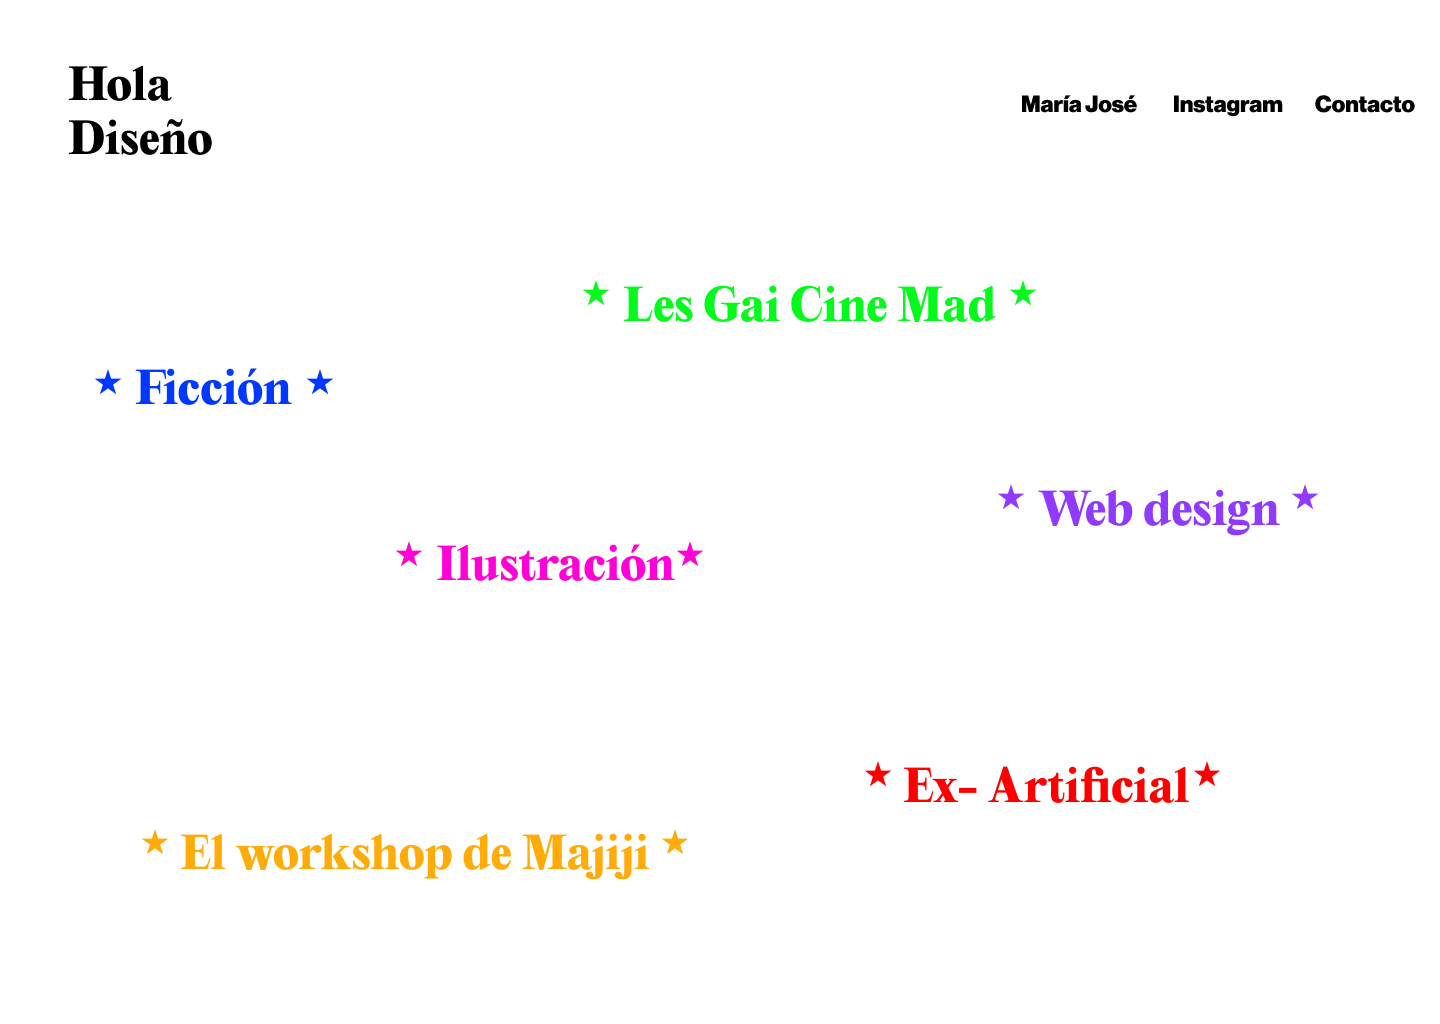 Hola
Diseño
María José Instagram Contacto
★ Les Gai Cine Mad ★
★ Ficción ★
★ Web design ★
★ Ilustración★
★ Ex- Artificial★
★ El workshop de Majiji ★